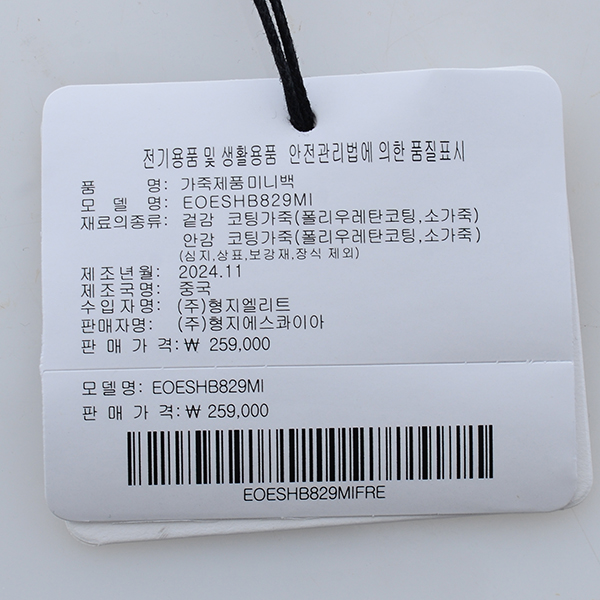 전기용품 및 생활용품 안전관리법에 의한 품질표시
품 명: 가죽제품미니백
모 델 명: EOESHB829MI
재료의종류: 겉감 코팅가죽(폴리우레탄코팅,소가죽)
안감 코팅가죽(폴리우레탄코팅,소가죽)
(심지,상표,보강재,장식 제외)
제조년월: 2024.11
제조국명: 중국
수입자명: (주)형지엘리트
판매자명: (주)형지에스콰이아
판 매 가 격: ₩ 259,000
모델명: EOESHB829MI
판 매 가 격: ₩ 259,000
EOESHB829MIFRE